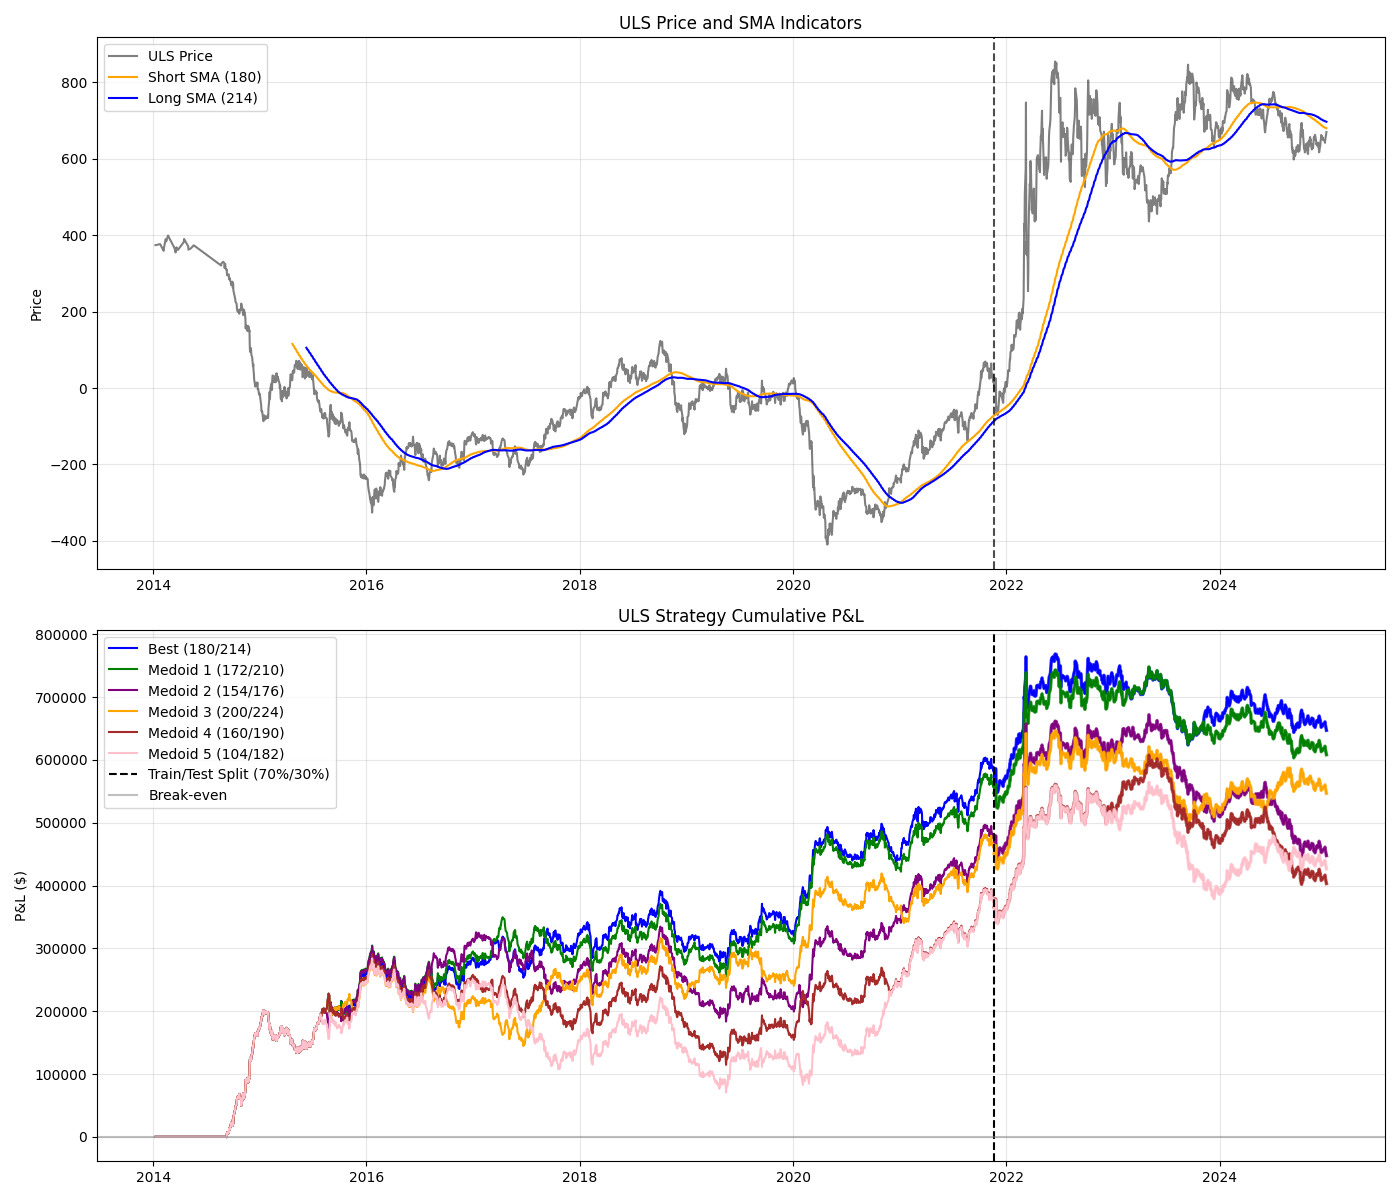 ULS Price and SMA Indicators
ULS Price
Short SMA (180)
Long SMA (214)
Price
800
600
400
200
0
−200
−400
2014
2016
2018
2020
2022
2024
ULS Strategy Cumulative P&L
Best (180/214)
Medoid 1 (172/210)
Medoid 2 (154/176)
Medoid 3 (200/224)
Medoid 4 (160/190)
Medoid 5 (104/182)
Train/Test Split (70%/30%)
Break-even
P&L ($)
800000
700000
600000
500000
400000
300000
200000
100000
0
2014
2016
2018
2020
2022
2024